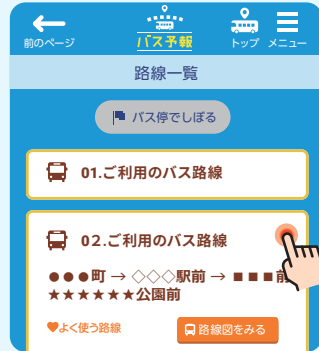 前のページ
バス予報
トップ
メニュー
路線一覧
バス停でしぼる
01.ご利用のバス路線
02.ご利用のバス路線
●●●町 → ◇◇◇駅前 → ■■■前
★★★★★★公園前
よく使う路線
路線図をみる